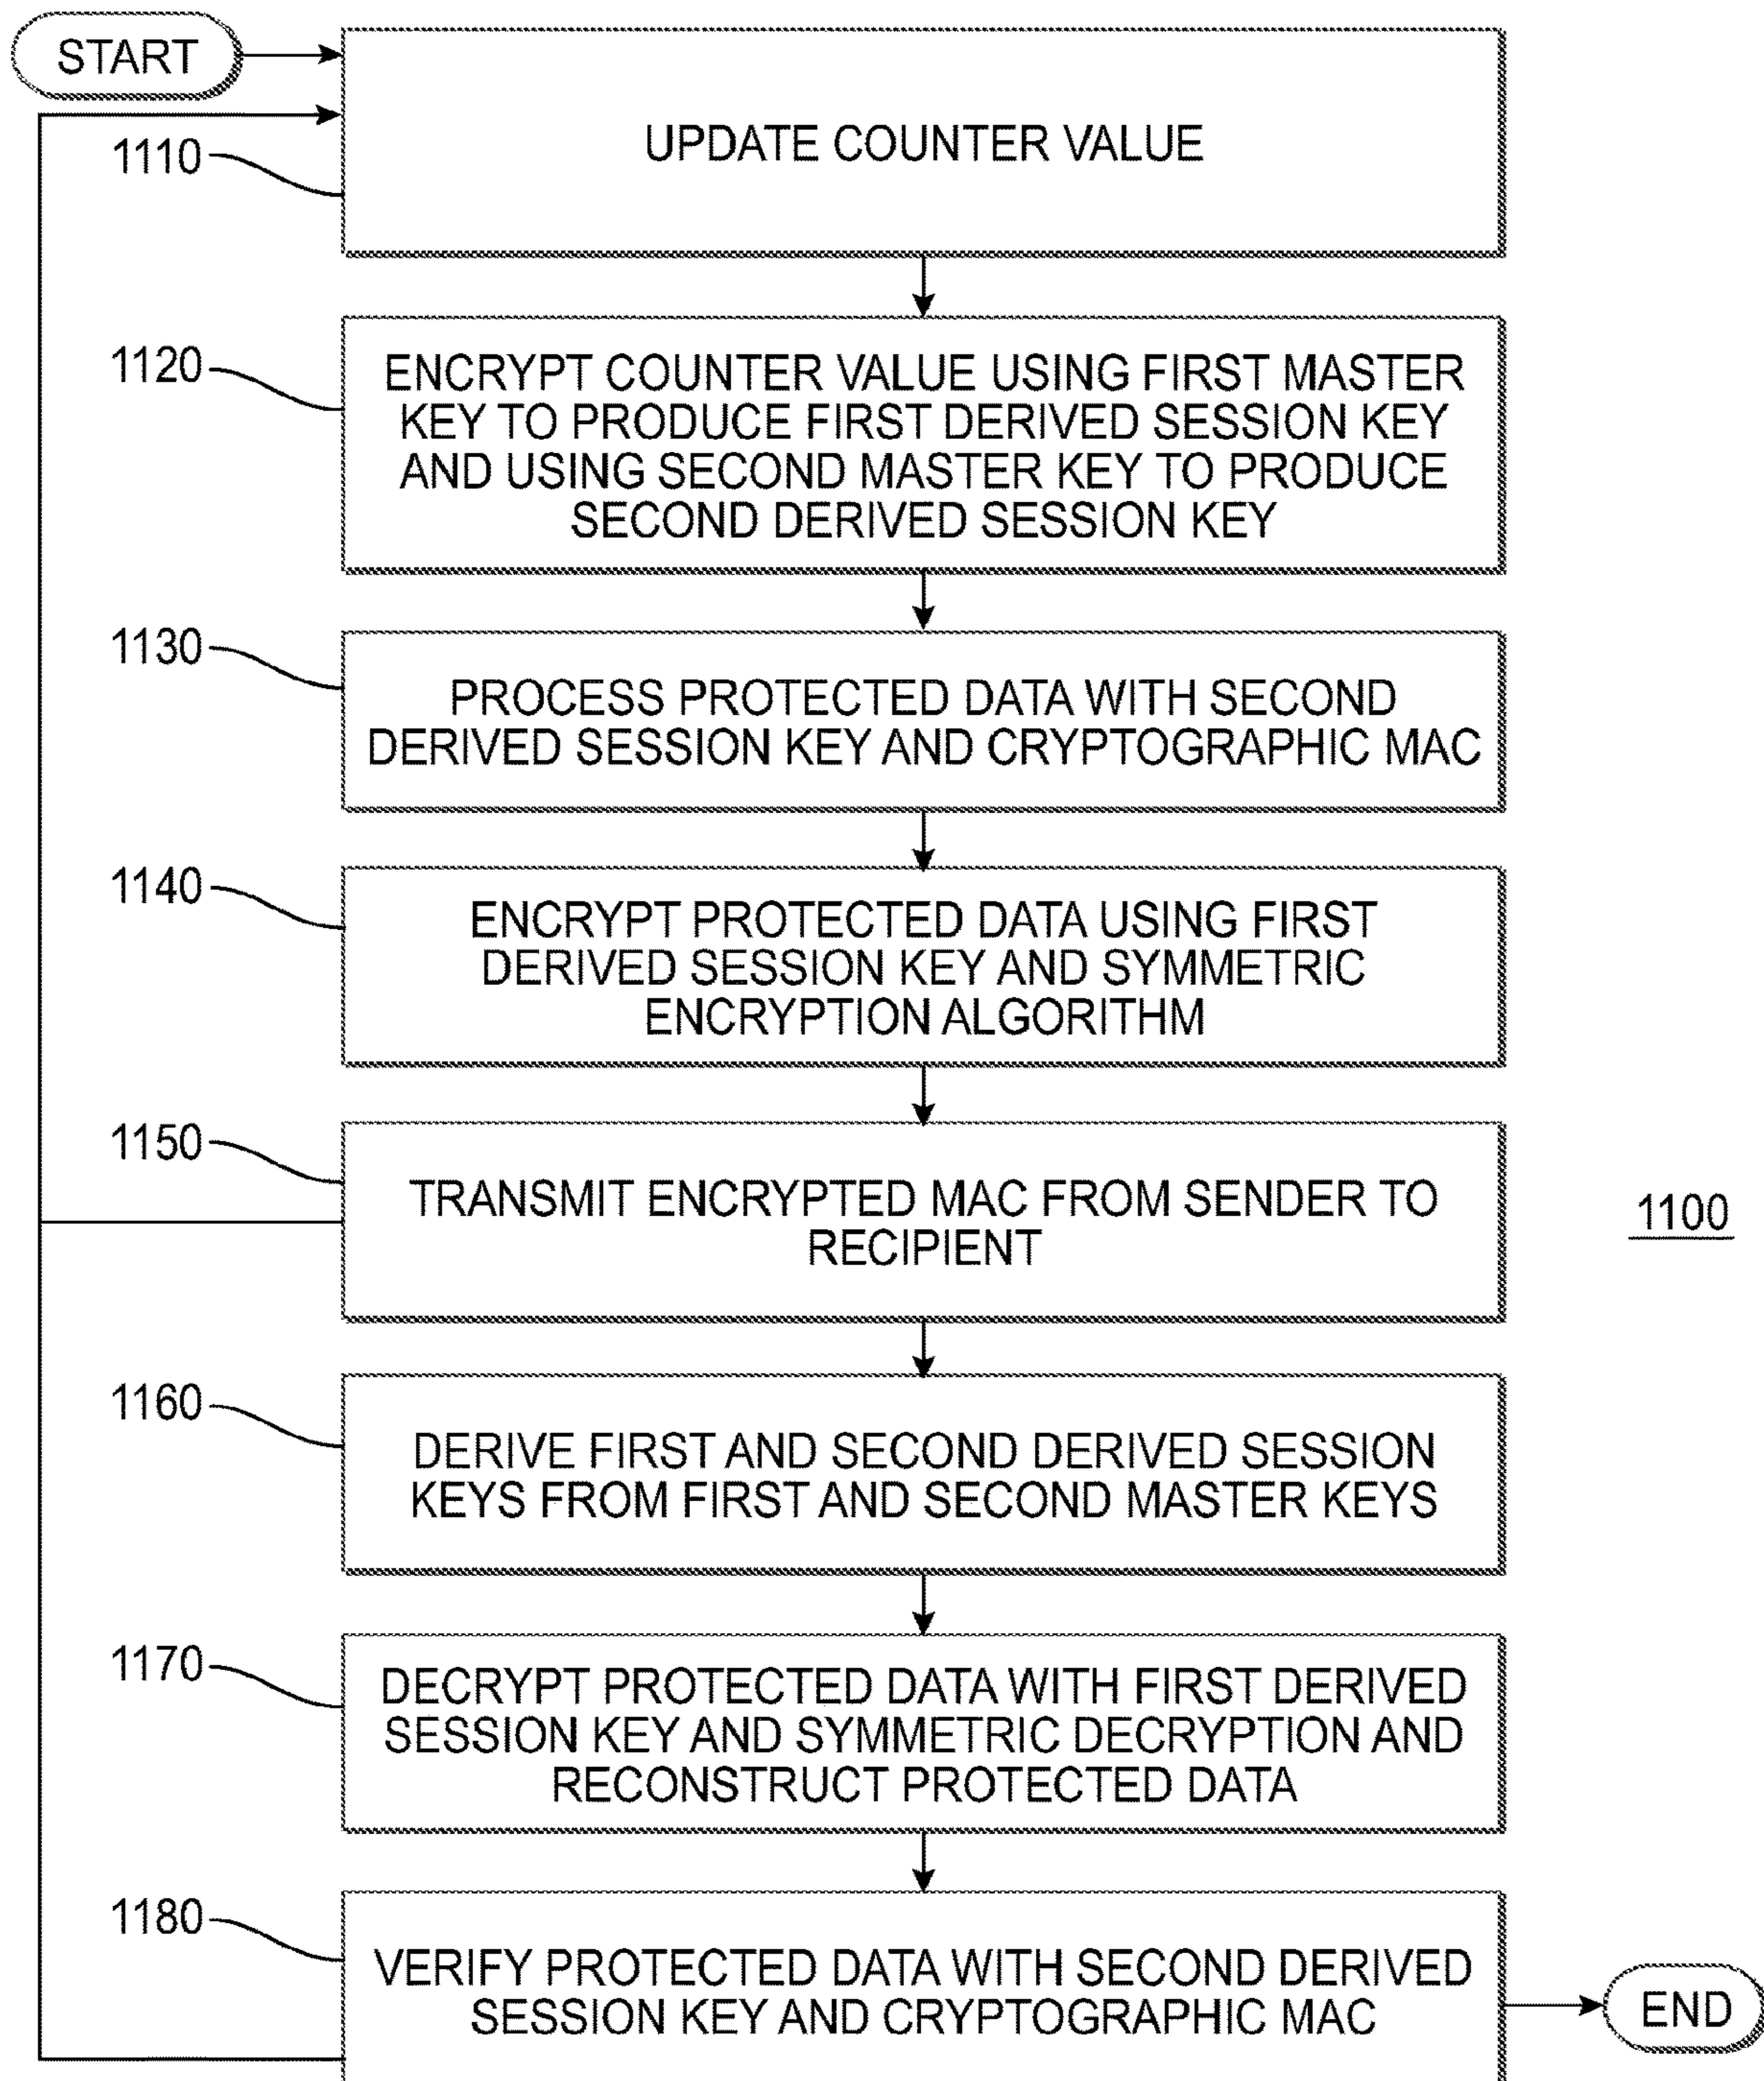 START
1110
UPDATE COUNTER VALUE
1120
ENCRYPT COUNTER VALUE USING FIRST MASTER
KEY TO PRODUCE FIRST DERIVED SESSION KEY
AND USING SECOND MASTER KEY TO PRODUCE
SECOND DERIVED SESSION KEY
1130
PROCESS PROTECTED DATA WITH SECOND
DERIVED SESSION KEY AND CRYPTOGRAPHIC MAC
1140
ENCRYPT PROTECTED DATA USING FIRST
DERIVED SESSION KEY AND SYMMETRIC
ENCRYPTION ALGORITHM
1150
TRANSMIT ENCRYPTED MAC FROM SENDER TO
RECIPIENT
1100
1160
DERIVE FIRST AND SECOND DERIVED SESSION
KEYS FROM FIRST AND SECOND MASTER KEYS
1170
DECRYPT PROTECTED DATA WITH FIRST DERIVED
SESSION KEY AND SYMMETRIC DECRYPTION AND
RECONSTRUCT PROTECTED DATA
1180
VERIFY PROTECTED DATA WITH SECOND DERIVED
SESSION KEY AND CRYPTOGRAPHIC MAC
END